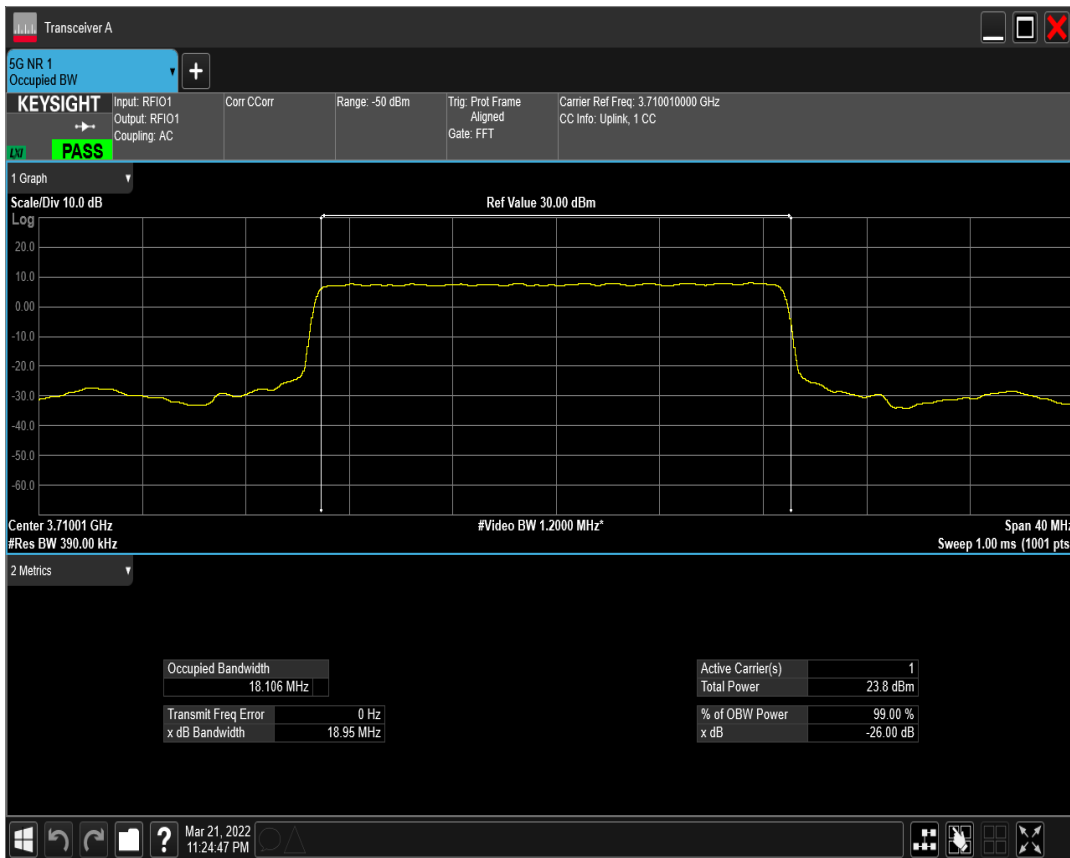 Transceiver A
5G NR 1
Occupied BW
+
KEYSIGHT
LXI
PASS
Input: RFIO1
Output: RFIO1
Coupling: AC
Corr CCorr
Range: -50 dBm
Trig: Prot Frame
Aligned
Gate: FFT
Carrier Ref Freq: 3.710010000 GHz
CC Info: Uplink, 1 CC
1 Graph
Scale/Div 10.0 dB
Ref Value 30.00 dBm
Log
20.0
10.0
0.00
-10.0
-20.0
-30.0
-40.0
-50.0
-60.0
Center 3.71001 GHz
#Video BW 1.2000 MHz*
Span 40 MHz
#Res BW 390.00 kHz
Sweep 1.00 ms (1001 pts
2 Metrics
Occupied Bandwidth
18.106 MHz
Transmit Freq Error 0 Hz
x dB Bandwidth 18.95 MHz
Active Carrier(s) 1
Total Power 23.8 dBm
% of OBW Power 99.00 %
x dB -26.00 dB
?
Mar 21, 2022
11:24:47 PM